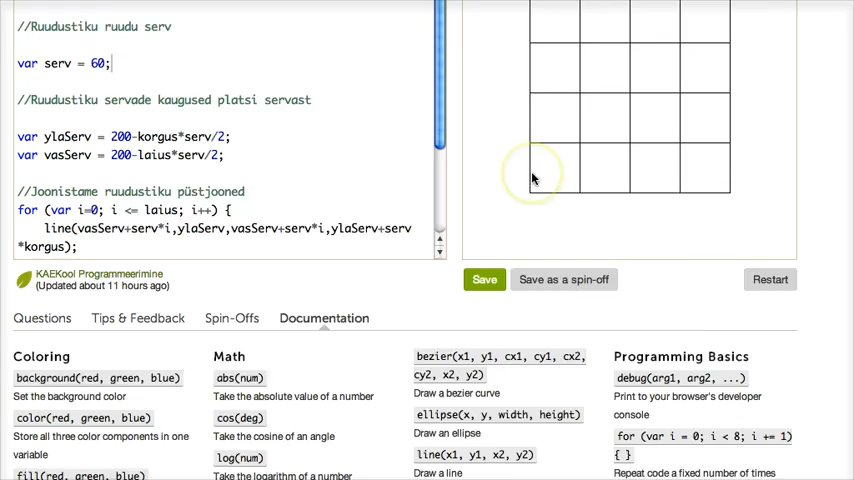 //Ruudustiku ruudu serv
var serv = 60;
//Ruudustiku servade kaugused platsi servast
var ylaServ = 200-korgus*serv/2;
var vasServ = 200-laius*serv/2;
//Joonistame ruudustiku püstjooned
for (var i=0; i <= laius; i++) {
line(vasServ+serv*i,ylaServ,vasServ+serv*i,ylaServ+serv
*korgus);
KAEKool Programmeerimine
(Updated about 11 hours ago)
Save
Save as a spin-off
Restart
Questions
Tips & Feedback
Spin-Offs
Documentation
Coloring
background(red, green, blue)
Set the background color
color(red, green, blue)
Store all three color components in one
variable
fill(red, green, blue)
Math
abs(num)
Take the absolute value of a number
cos(deg)
Take the cosine of an angle
log(num)
Take the logarithm of a number
bezier(x1, y1, cx1, cy1, cx2,
cy2, x2, y2)
Draw a bezier curve
ellipse(x, y, width, height)
Draw an ellipse
line(x1, y1, x2, y2)
Draw a line
Programming Basics
debug(arg1, arg2, ...)
Print to your browser's developer
console
for (var i = 0; i < 8; i += 1)
{ }
Repeat code a fixed number of times